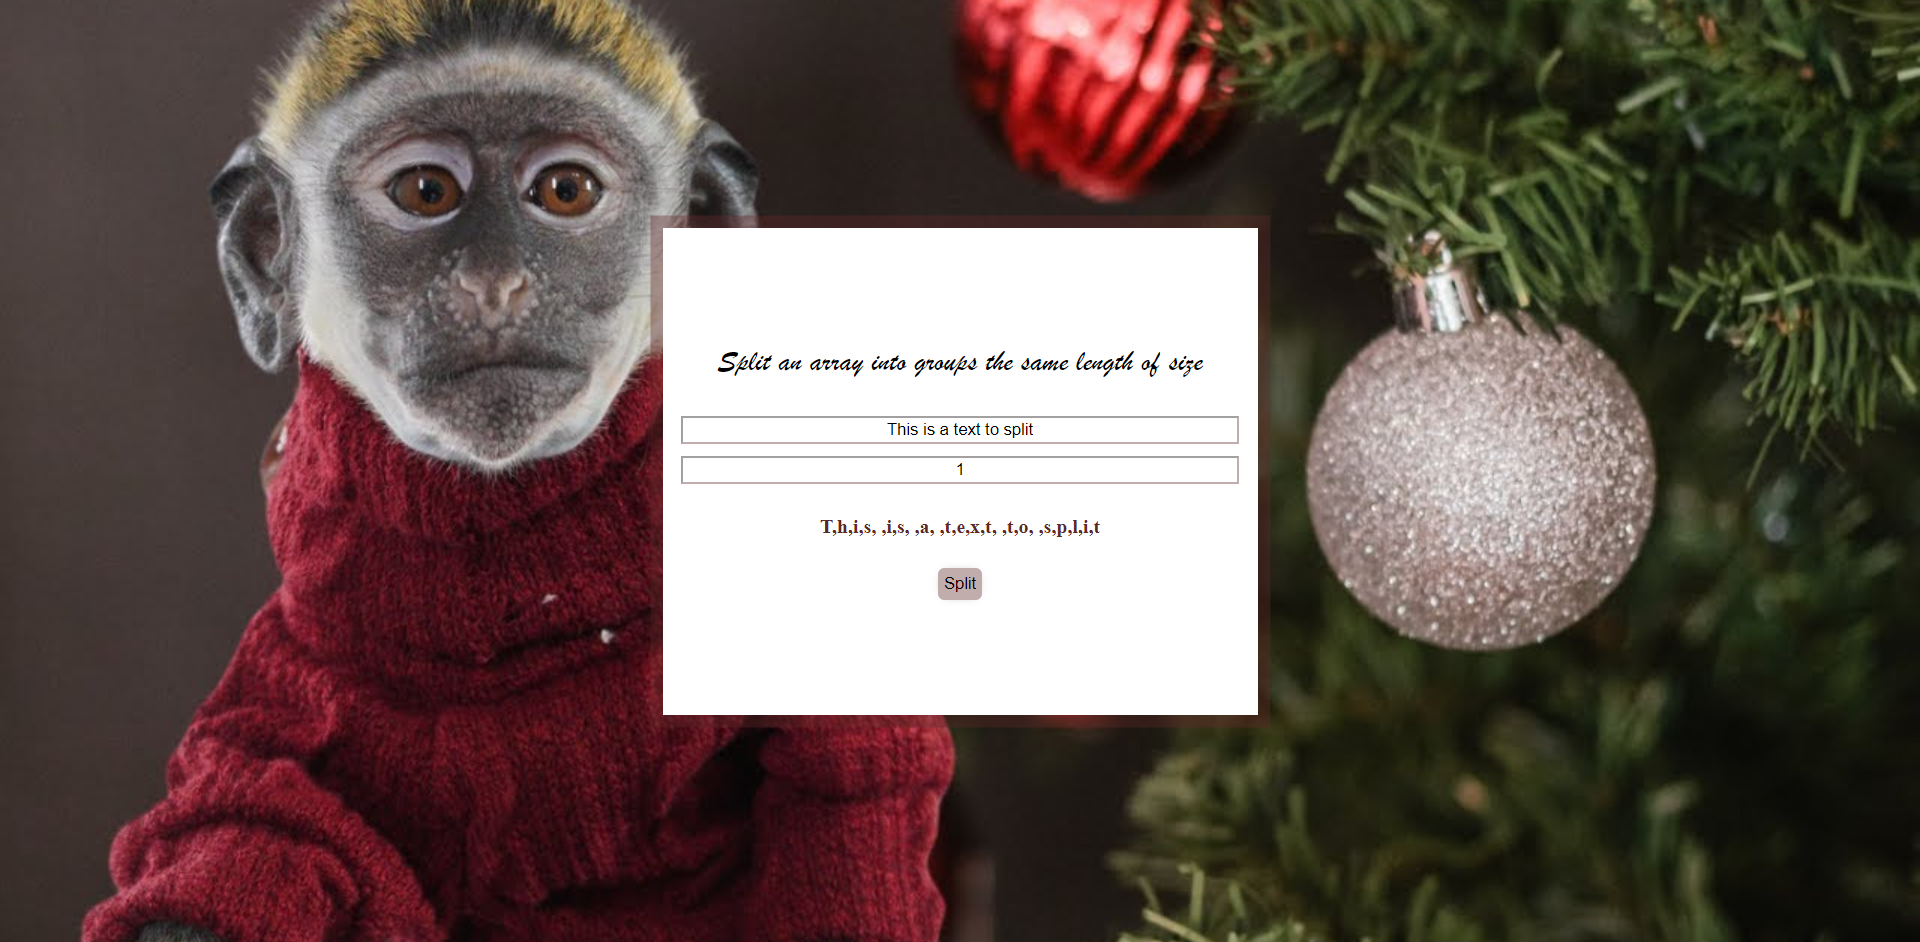 Split an array into groups the same length of size
This is a text to split
1
T,h,i,s, ,i,s, ,a, ,t,e,x,t, ,t,o, ,s,p,l,i,t
Split